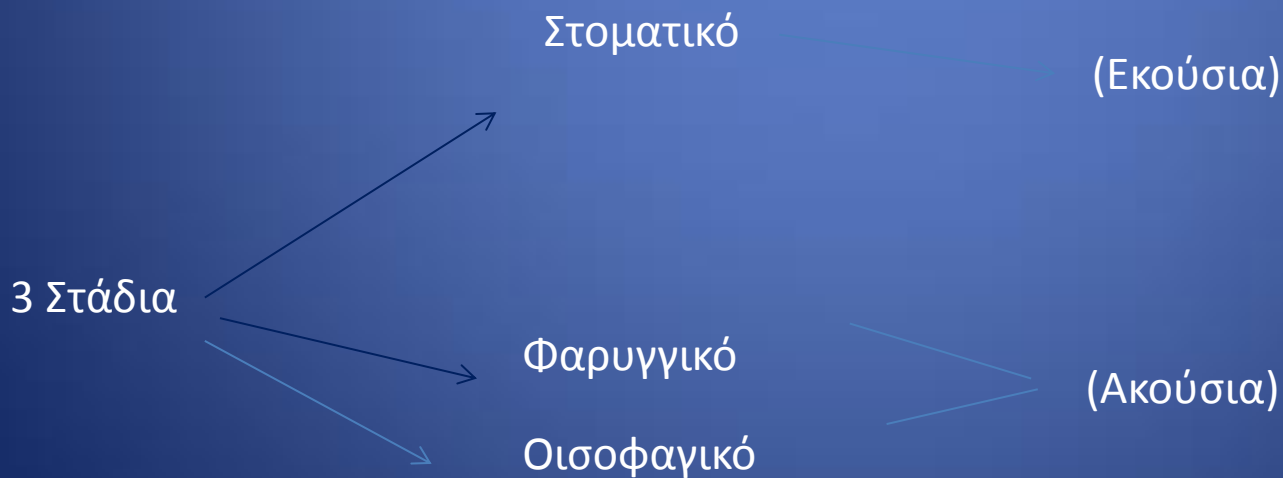 Στοματικό
(Εκούσια)
3 Στάδια
Φαρυγγικό
(Ακούσια)
Οισοφαγικό